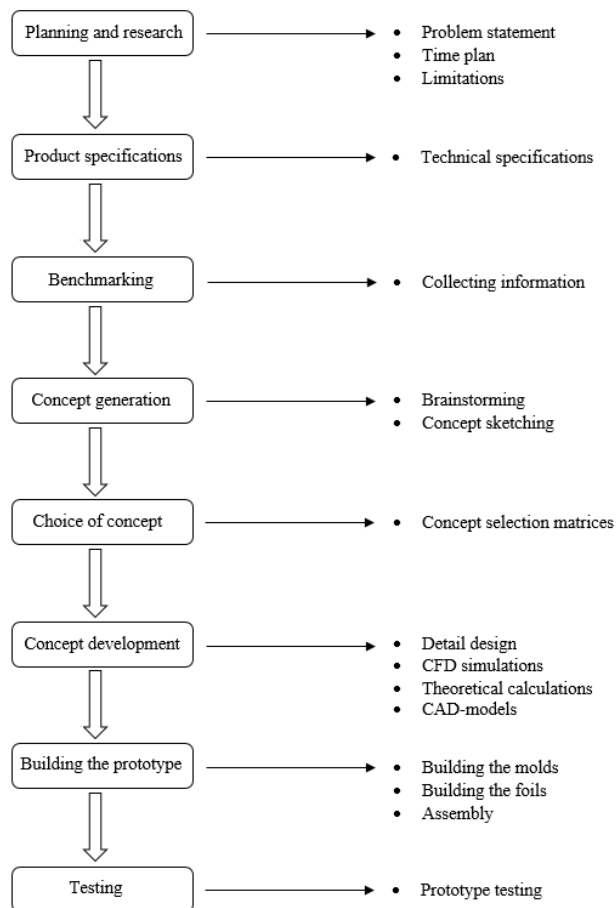 Planning and research
• Problem statement
• Time plan
• Limitations
Product specifications
• Technical specifications
Benchmarking
• Collecting information
Concept generation
• Brainstorming
• Concept sketching
Choice of concept
• Concept selection matrices
Concept development
• Detail design
• CFD simulations
• Theoretical calculations
• CAD-models
Building the prototype
• Building the molds
• Building the foils
• Assembly
Testing
• Prototype testing